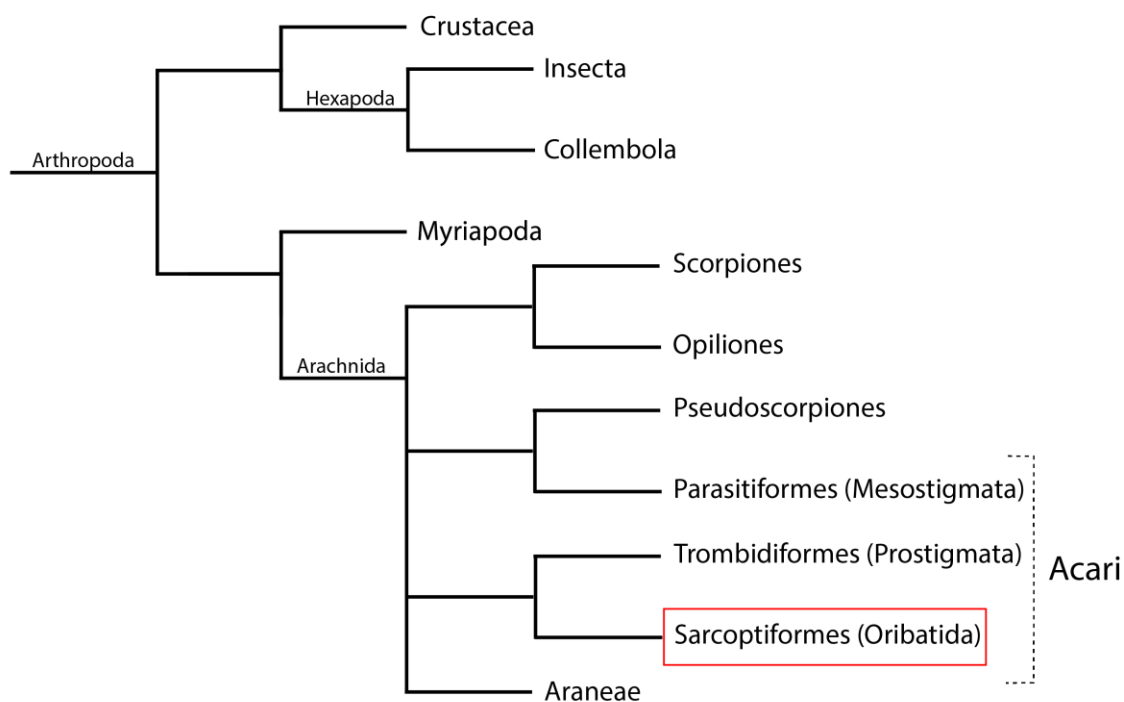 Crustacea
Insecta
Hexapoda
Collembola
Arthropoda
Myriapoda
Scorpiones
Opiliones
Arachnida
Pseudoscorpiones
Parasitiformes (Mesostigmata)
Trombidiformes (Prostigmata)
Acari
Sarcoptiformes (Oribatida)
Araneae